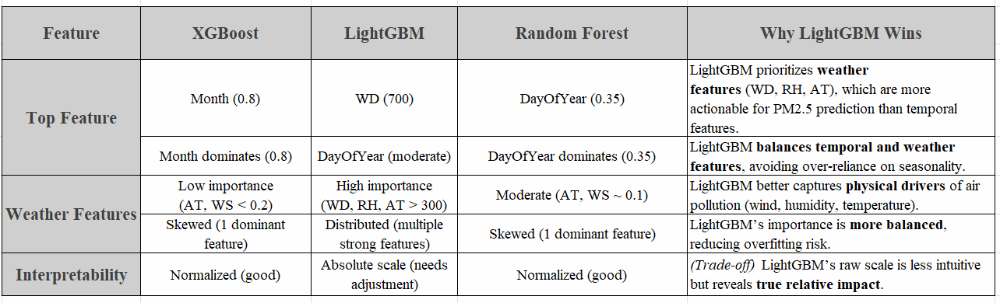 Feature XGBoost LightGBM Random Forest Why LightGBM Wins
Top Feature
Month (0.8)
WD (700)
DayOfYear (0.35)
LightGBM prioritizes weather
features (WD, RH, AT), which are more
actionable for PM2.5 prediction than temporal
features.
Month dominates (0.8)
DayOfYear (moderate)
DayOfYear dominates (0.35)
LightGBM balances temporal and weather
features, avoiding over-reliance on seasonality.
Weather Features
Low importance
(AT, WS < 0.2)
High importance
(WD, RH, AT > 300)
Moderate (AT, WS ~ 0.1)
LightGBM better captures physical drivers of air
pollution (wind, humidity, temperature).
Skewed (1 dominant
feature)
Distributed (multiple
strong features)
Skewed (1 dominant feature)
LightGBM’s importance is more balanced,
reducing overfitting risk.
Interpretability
Normalized (good)
Absolute scale (needs
adjustment)
Normalized (good)
(Trade-off) LightGBM’s raw scale is less intuitive
but reveals true relative impact.